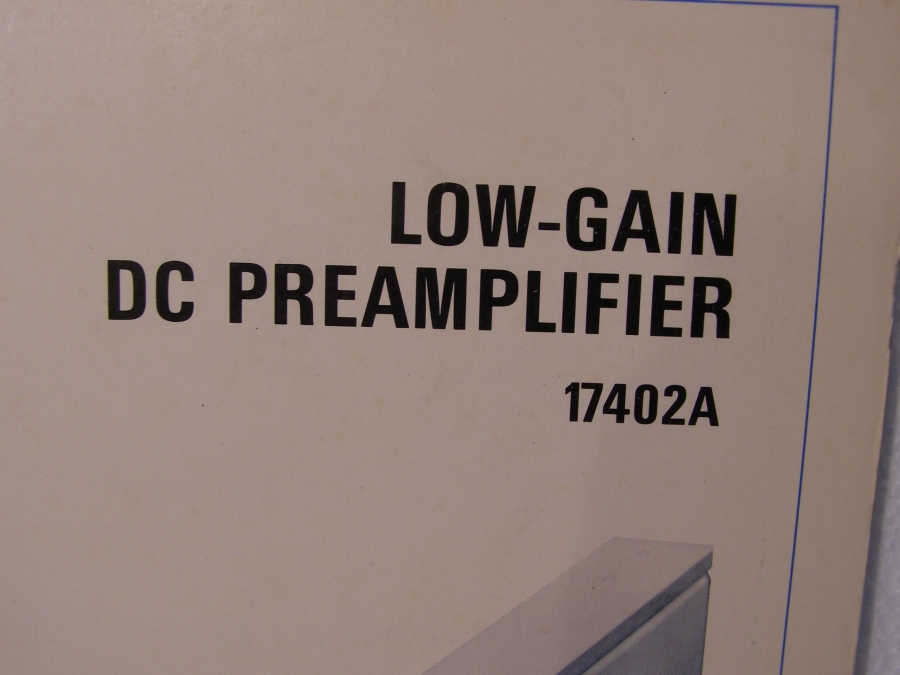 LOW-GAIN
DC PREAMPLIFIER
17402A